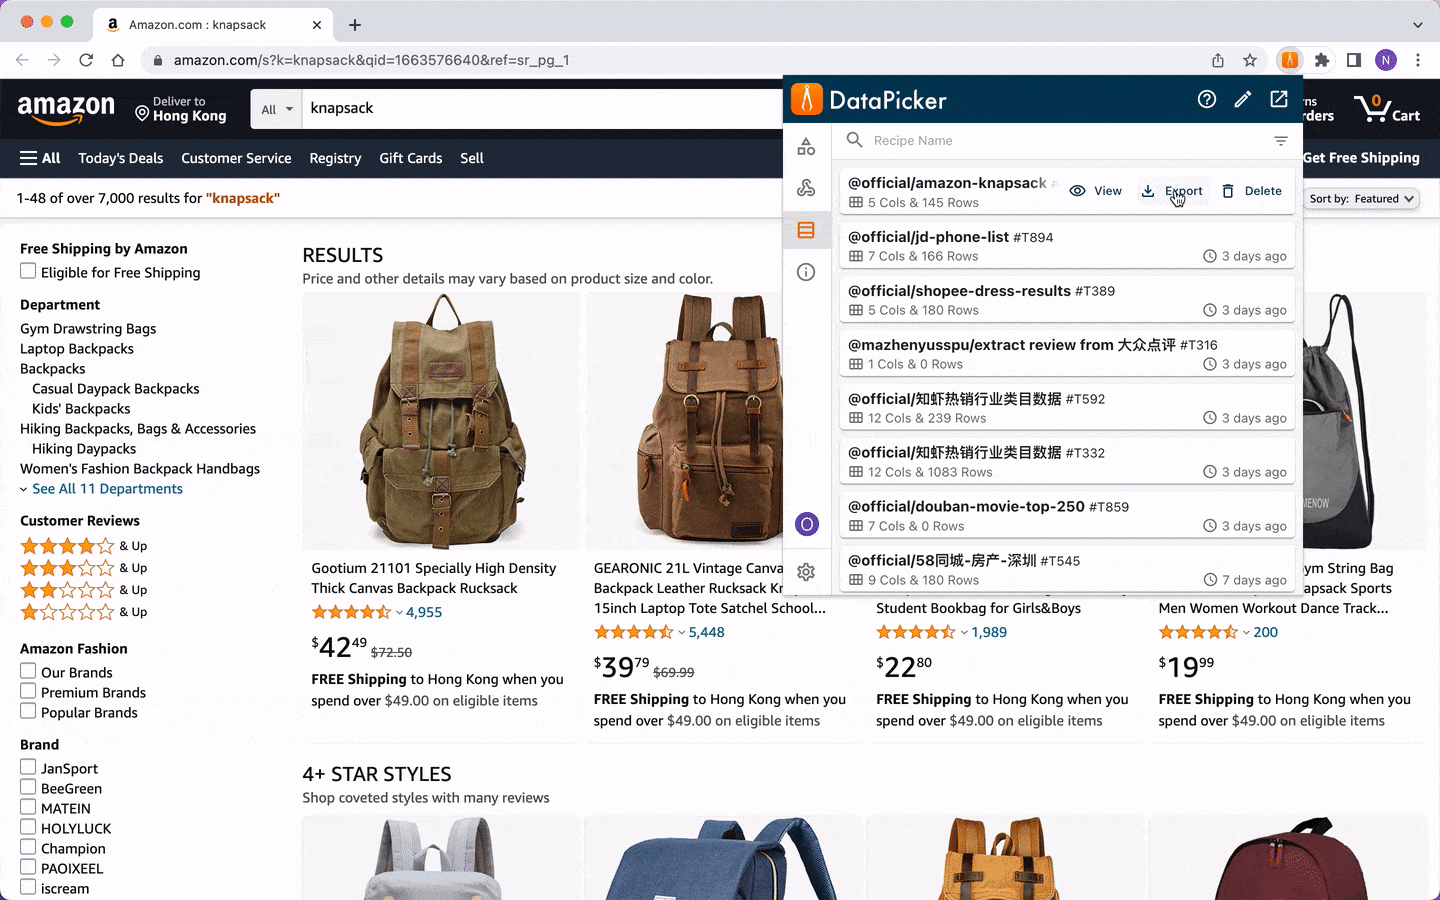 Amazon.com : knapsack
amazon.com/s?k=knapsack&qid=1663576640&ref=sr_pg_1
N
amazon
Deliver to
Hong Kong
All
knapsack
0
Cart
All
Today's Deals
Customer Service
Registry
Gift Cards
Sell
Get Free Shipping
1-48 of over 7,000 results for "knapsack"
Sort by: Featured
DataPicker
Recipe Name
@official/amazon-knapsack
5 Cols & 145 Rows
View
Export
Delete
@official/jd-phone-list #T894
7 Cols & 166 Rows
3 days ago
@official/shopee-dress-results #T389
5 Cols & 180 Rows
3 days ago
@mazhenyusspu/extract review from 大众点评 #T316
1 Cols & 0 Rows
3 days ago
@official/知虾热销行业类目数据 #T592
12 Cols & 239 Rows
3 days ago
@official/知虾热销行业类目数据 #T332
12 Cols & 1083 Rows
3 days ago
@official/douban-movie-top-250 #T859
7 Cols & 0 Rows
3 days ago
@official/58同城-房产-深圳 #T545
9 Cols & 180 Rows
7 days ago
O
Free Shipping by Amazon
Eligible for Free Shipping
Department
Gym Drawstring Bags
Laptop Backpacks
Backpacks
Casual Daypack Backpacks
Kids' Backpacks
Hiking Backpacks, Bags & Accessories
Hiking Daypacks
Women's Fashion Backpack Handbags
See All 11 Departments
Customer Reviews
& Up
& Up
& Up
& Up
Amazon Fashion
Our Brands
Premium Brands
Popular Brands
Brand
JanSport
BeeGreen
MATEIN
HOLYLUCK
Champion
PAOIXEEL
iscream
RESULTS
Price and other details may vary based on product size and color.
Gootium 21101 Specially High Density
Thick Canvas Backpack Rucksack
4,955
$4249 $72.50
FREE Shipping to Hong Kong when you
spend over $49.00 on eligible items
GEARONIC 21L Vintage Canva
Backpack Leather Rucksack Kn
15inch Laptop Tote Satchel School...
5,448
$3979 $69.99
FREE Shipping to Hong Kong when you
spend over $49.00 on eligible items
Student Bookbag for Girls&Boys
1,989
$2280
FREE Shipping to Hong Kong when you
spend over $49.00 on eligible items
ym String Bag
napsack Sports
Men Women Workout Dance Track...
200
$1999
FREE Shipping to Hong Kong when you
spend over $49.00 on eligible items
4+ STAR STYLES
Shop coveted styles with many reviews